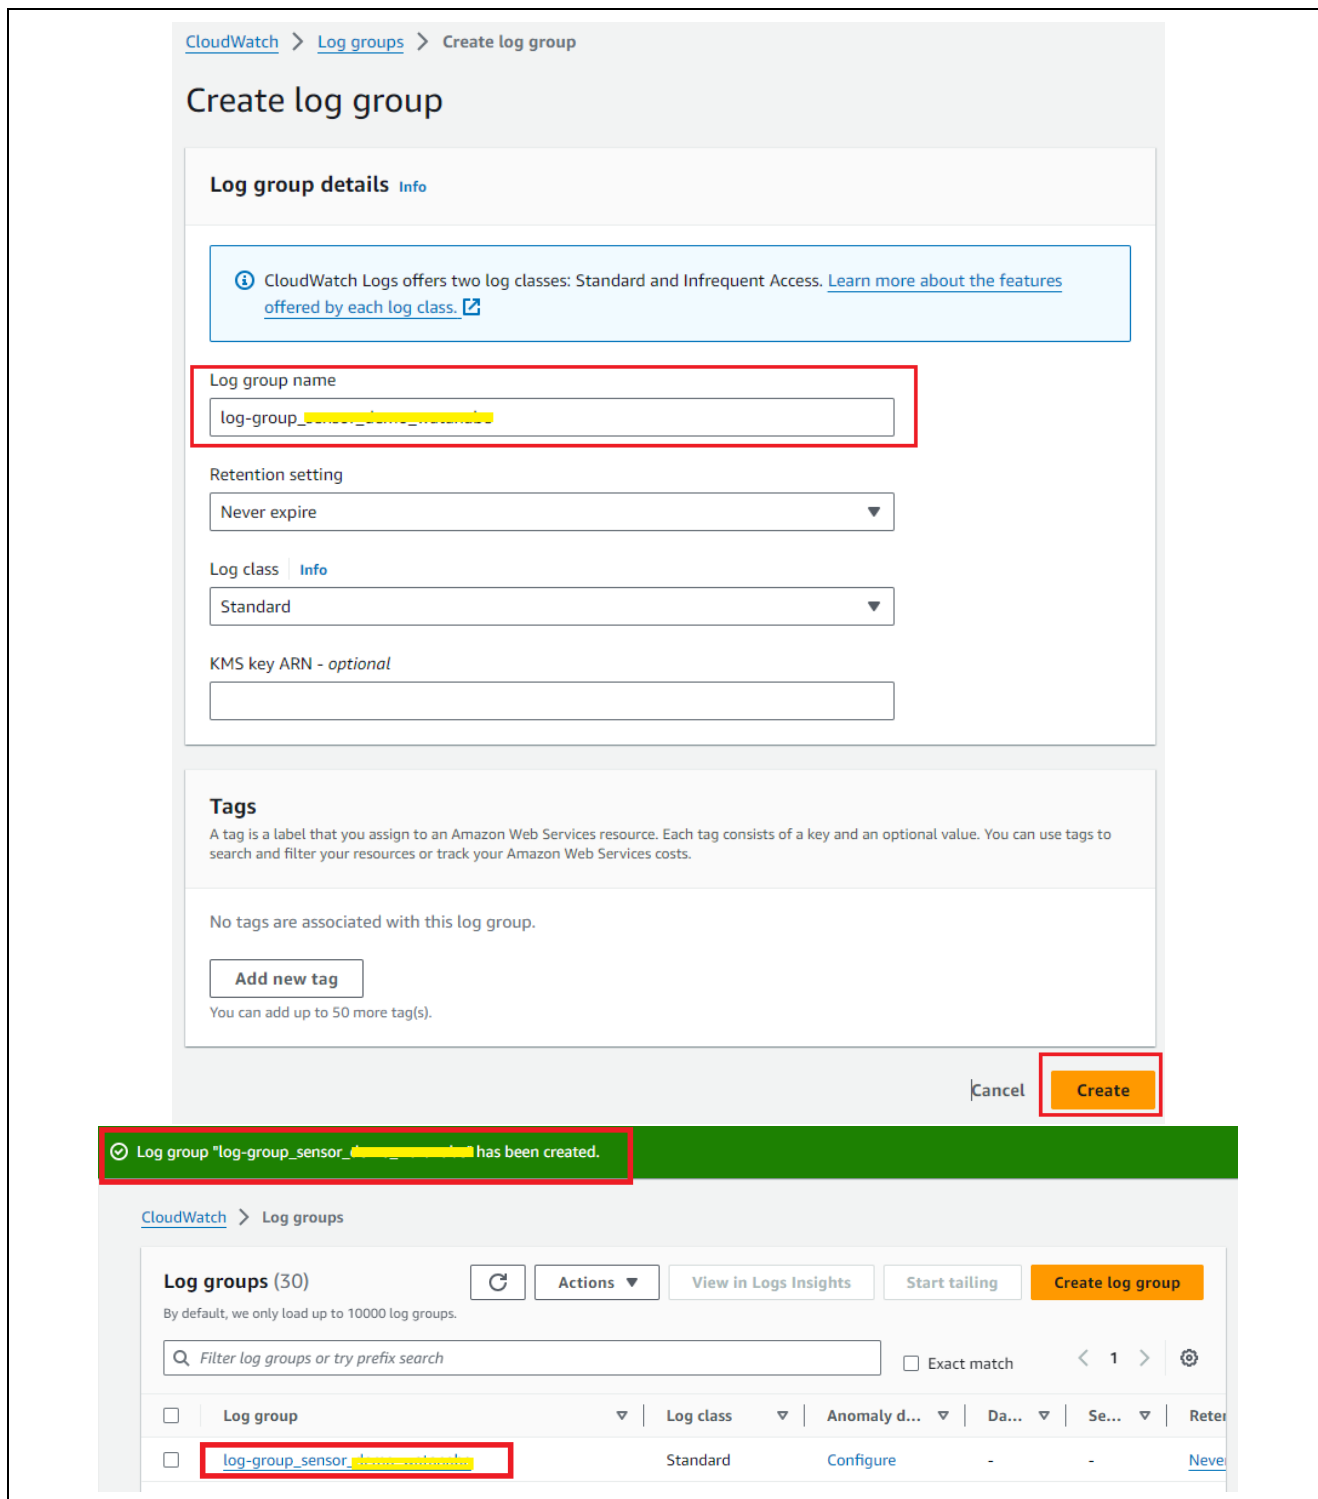 CloudWatch > Log groups > Create log group
Create log group
Log group details Info
CloudWatch Logs offers two log classes: Standard and Infrequent Access. Learn more about the features
offered by each log class.
Log group name
log-group_
Retention setting
Never expire
Log class Info
Standard
KMS key ARN - optional
Tags
A tag is a label that you assign to an Amazon Web Services resource. Each tag consists of a key and an optional value. You can use tags to
search and filter your resources or track your Amazon Web Services costs.
No tags are associated with this log group.
Add new tag
You can add up to 50 more tag(s).
Cancel Create
Log group "log-group_sensor_ has been created.
CloudWatch > Log groups
Log groups (30) Actions View in Logs Insights Start tailing Create log group
By default, we only load up to 10000 log groups.
Filter log groups or try prefix search Exact match < 1 >
Log group Log class Anomaly d... Da... Se... Reter
log-group_sensor_ Standard Configure - - Never